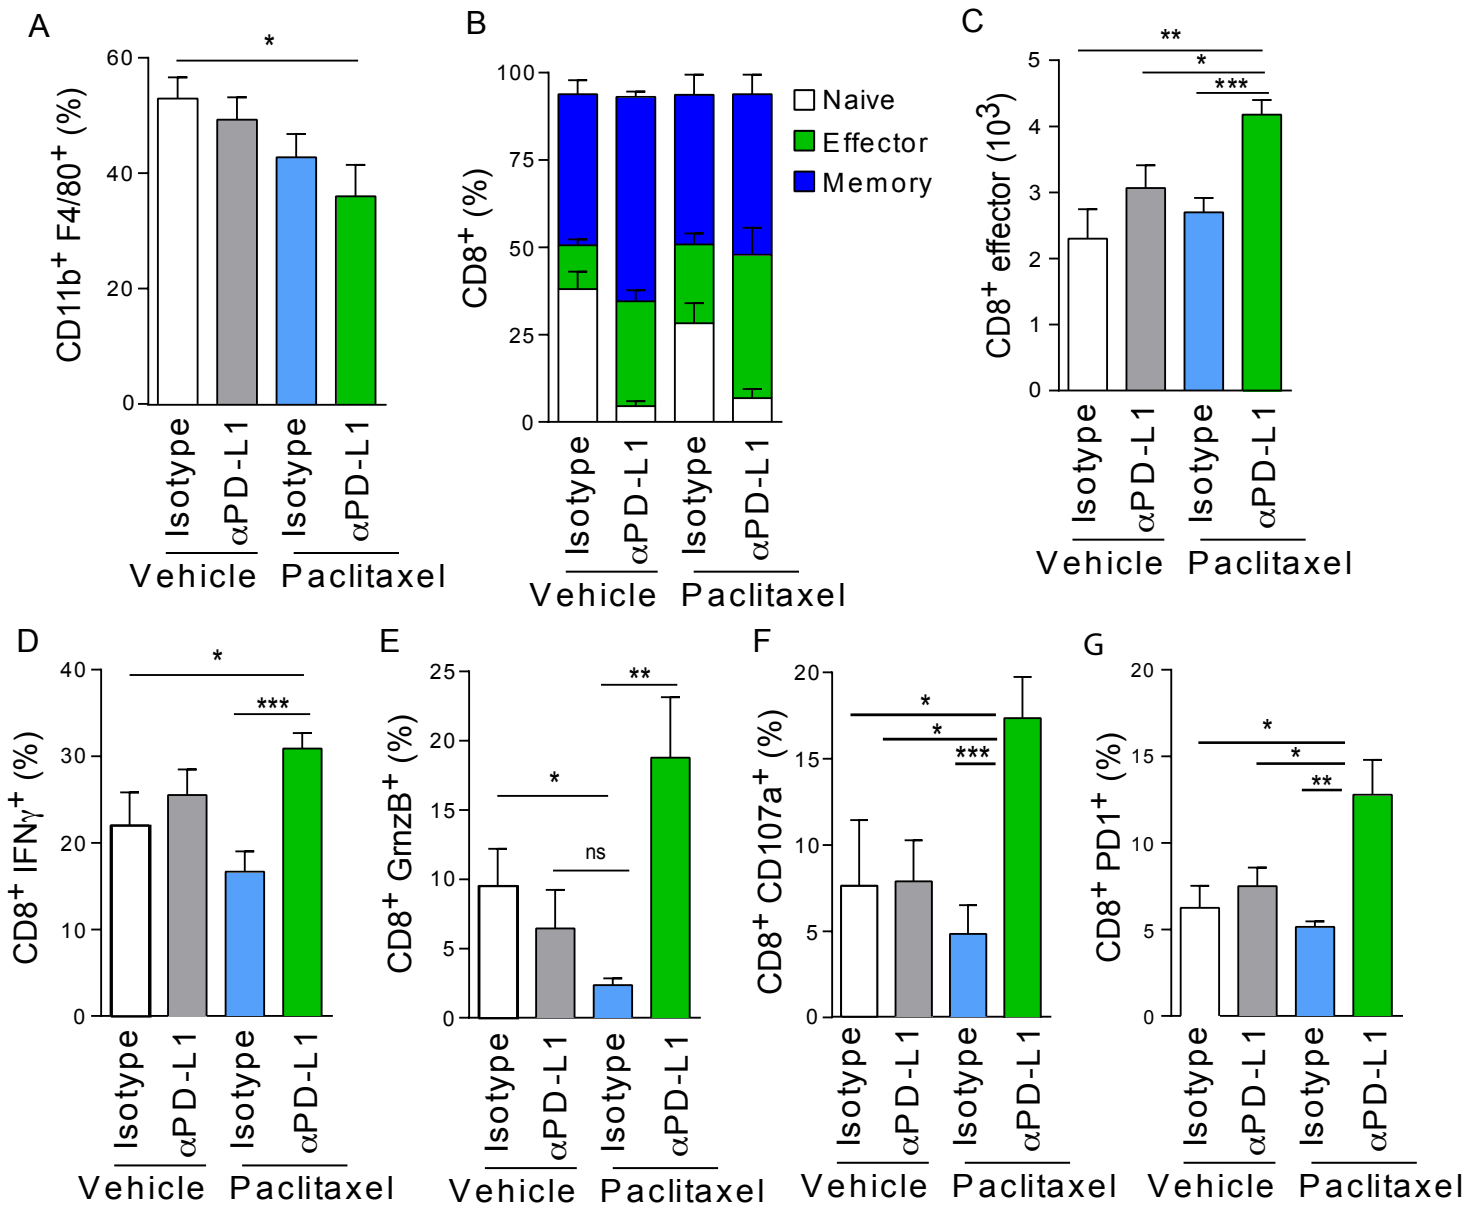 A
CD11b+ F4/80+ (%)
60
40
20
0
*
Isotype
αPD-L1
Isotype
αPD-L1
Vehicle
Paclitaxel
B
CD8+ (%)
100
75
50
25
0
Naive
Effector
Memory
Isotype
αPD-L1
Isotype
αPD-L1
Vehicle
Paclitaxel
C
CD8+ effector (103)
5
4
3
2
1
0
**
*
***
Isotype
αPD-L1
Isotype
αPD-L1
Vehicle
Paclitaxel
D
CD8+ IFNγ+ (%)
40
30
20
10
0
*
***
Isotype
αPD-L1
Isotype
αPD-L1
Vehicle
Paclitaxel
E
CD8+ GrnzB+ (%)
25
20
15
10
5
0
**
*
ns
Isotype
αPD-L1
Isotype
αPD-L1
Vehicle
Paclitaxel
F
CD8+ CD107a+ (%)
20
15
10
5
0
*
*
***
Isotype
αPD-L1
Isotype
αPD-L1
Vehicle
Paclitaxel
G
CD8+ PD1+ (%)
20
15
10
5
0
*
*
**
Isotype
αPD-L1
Isotype
αPD-L1
Vehicle
Paclitaxel